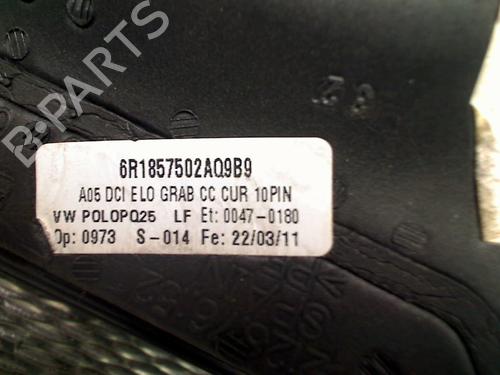 B-PARTS
6R1857502AQ9B9
A05 DCI ELO GRAB CC CUR 10PIN
VW POLOPQ25 LF Et: 0047-0180
Op: 0973 S-014 Fe: 22/03/11